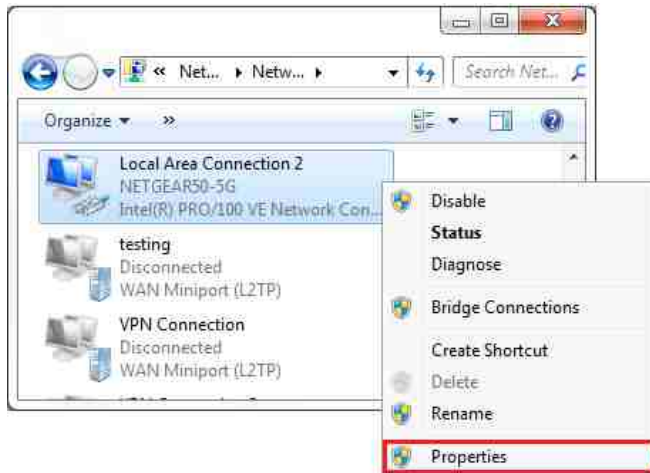 « Net... ▸ Netw... ▸
Search Net...
Organize
»
Local Area Connection 2
NETGEAR50-5G
Intel(R) PRO/100 VE Network Con...
testing
Disconnected
WAN Miniport (L2TP)
VPN Connection
Disconnected
WAN Miniport (L2TP)
Disable
Status
Diagnose
Bridge Connections
Create Shortcut
Delete
Rename
Properties